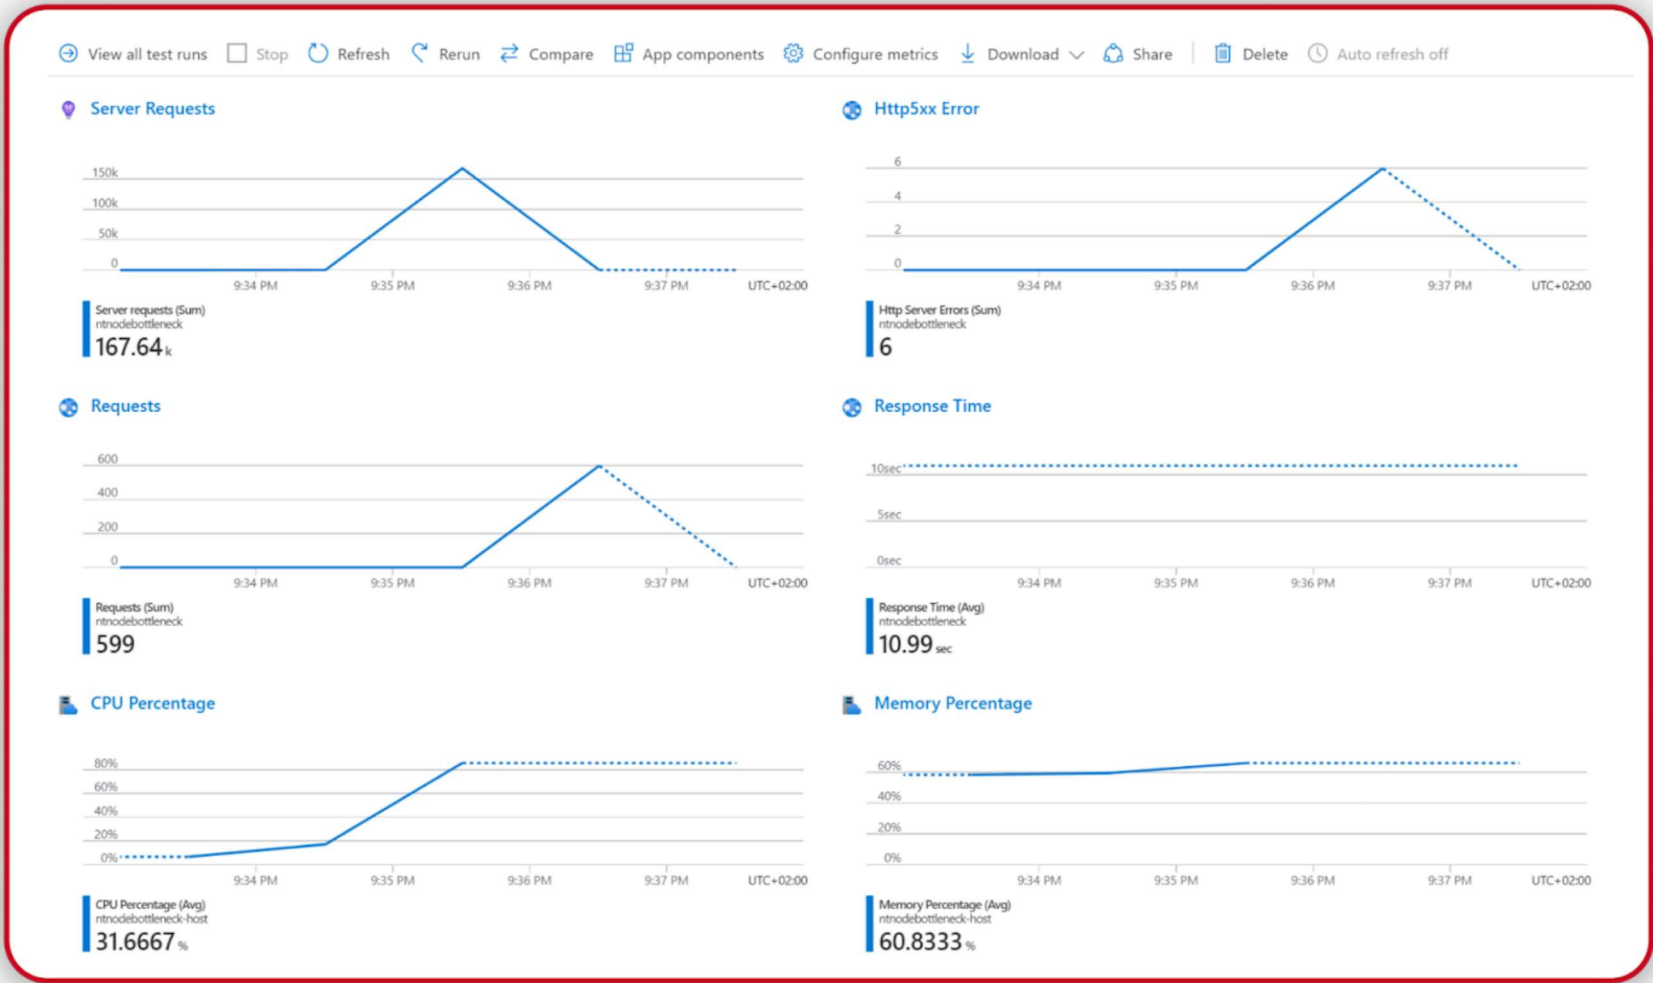 View all test runs Stop Refresh Rerun Compare App components Configure metrics Download Share Delete Auto refresh off
Server Requests
150k
100k
50k
0
9:34 PM 9:35 PM 9:36 PM 9:37 PM UTC+02:00
Server requests (Sum)
ntnodebottleneck
167.64 k
Http5xx Error
6
4
2
0
9:34 PM 9:35 PM 9:36 PM 9:37 PM UTC+02:00
Http Server Errors (Sum)
ntnodebottleneck
6
Requests
600
400
200
0
9:34 PM 9:35 PM 9:36 PM 9:37 PM UTC+02:00
Requests (Sum)
ntnodebottleneck
599
Response Time
10sec
5sec
0sec
9:34 PM 9:35 PM 9:36 PM 9:37 PM UTC+02:00
Response Time (Avg)
ntnodebottleneck
10.99 sec
CPU Percentage
80%
60%
40%
20%
0%
9:34 PM 9:35 PM 9:36 PM 9:37 PM UTC+02:00
CPU Percentage (Avg)
ntnodebottleneck-host
31.6667 %
Memory Percentage
60%
40%
20%
0%
9:34 PM 9:35 PM 9:36 PM 9:37 PM UTC+02:00
Memory Percentage (Avg)
ntnodebottleneck-host
60.8333 %